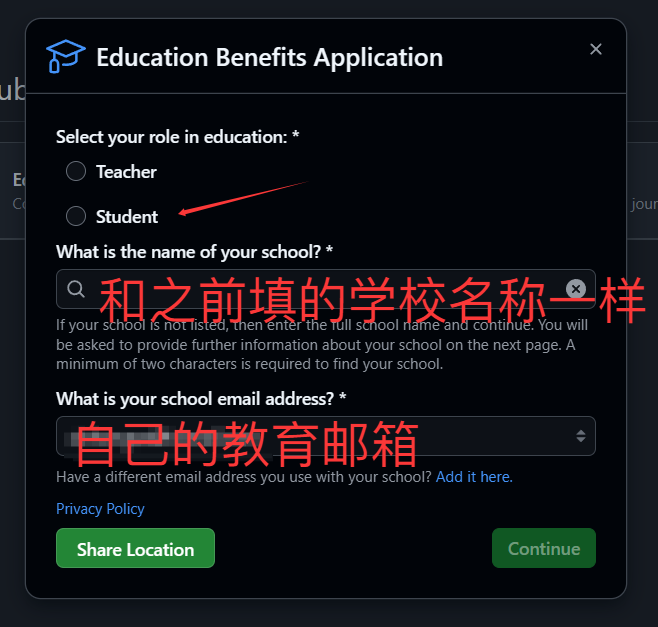 Education Benefits Application
ub
Select your role in education: *
Teacher
Student
jour
What is the name of your school? *
和之前填的学校名称一样
If your school is not listed, then enter the full school name and continue. You will
be asked to provide further information about your school on the next page. A
minimum of two characters is required to find your school.
What is your school email address? *
自己的教育邮箱
Have a different email address you use with your school? Add it here.
Privacy Policy
Share Location
Continue